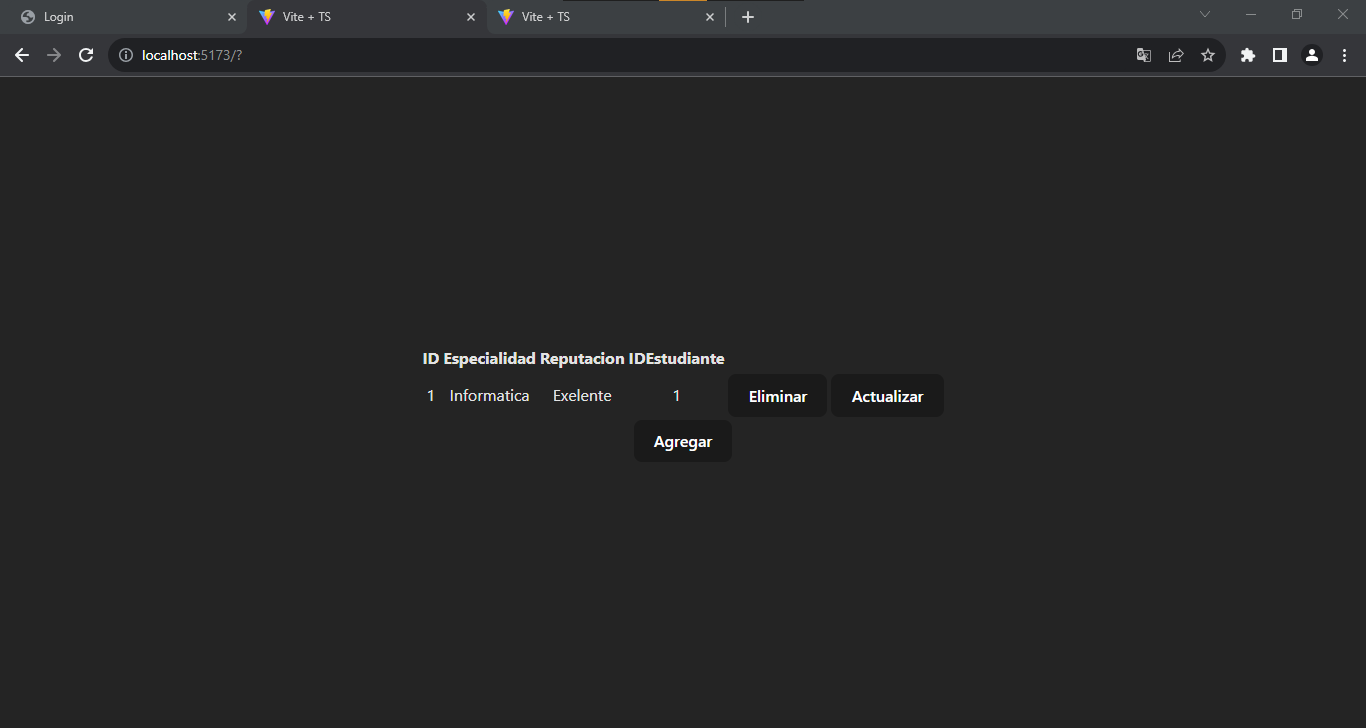 Login
Vite + TS
Vite + TS
localhost:5173/?
ID Especialidad Reputacion IDEstudiante
1 Informatica Exelente 1 Eliminar Actualizar
Agregar